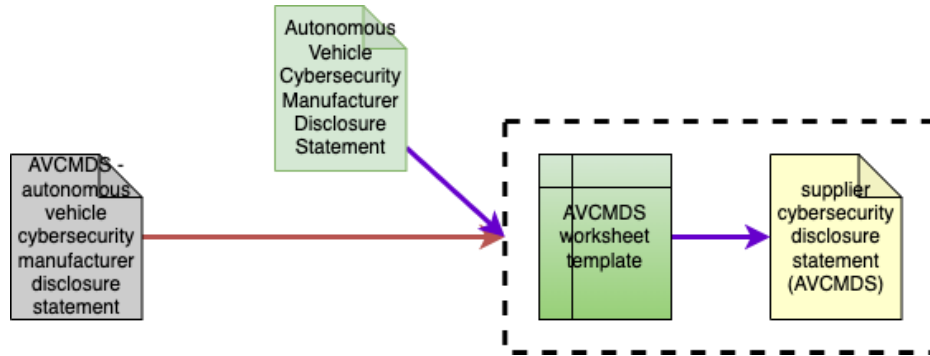 Autonomous
Vehicle
Cybersecurity
Manufacturer
Disclosure
Statement
AVCMDS -
autonomous
vehicle
cybersecurity
manufacturer
disclosure
statement
AVCMDS
worksheet
template
supplier
cybersecurity
disclosure
statement
(AVCMDS)